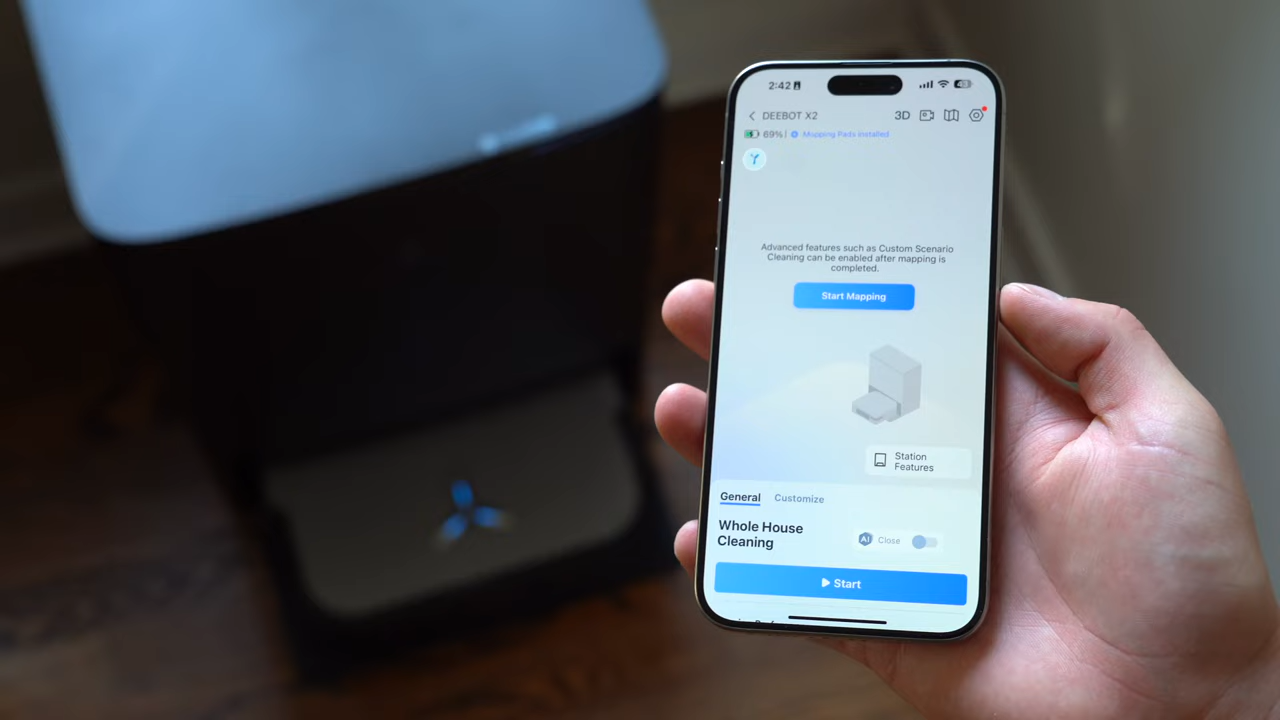 2:42
DEEBOT X2
3D
69% | Mopping Pads Installed
Advanced features such as Custom Scenario
Cleaning can be enabled after mapping is
completed.
Start Mapping
Station
Features
General Customize
Whole House
Cleaning
AI Close
Start